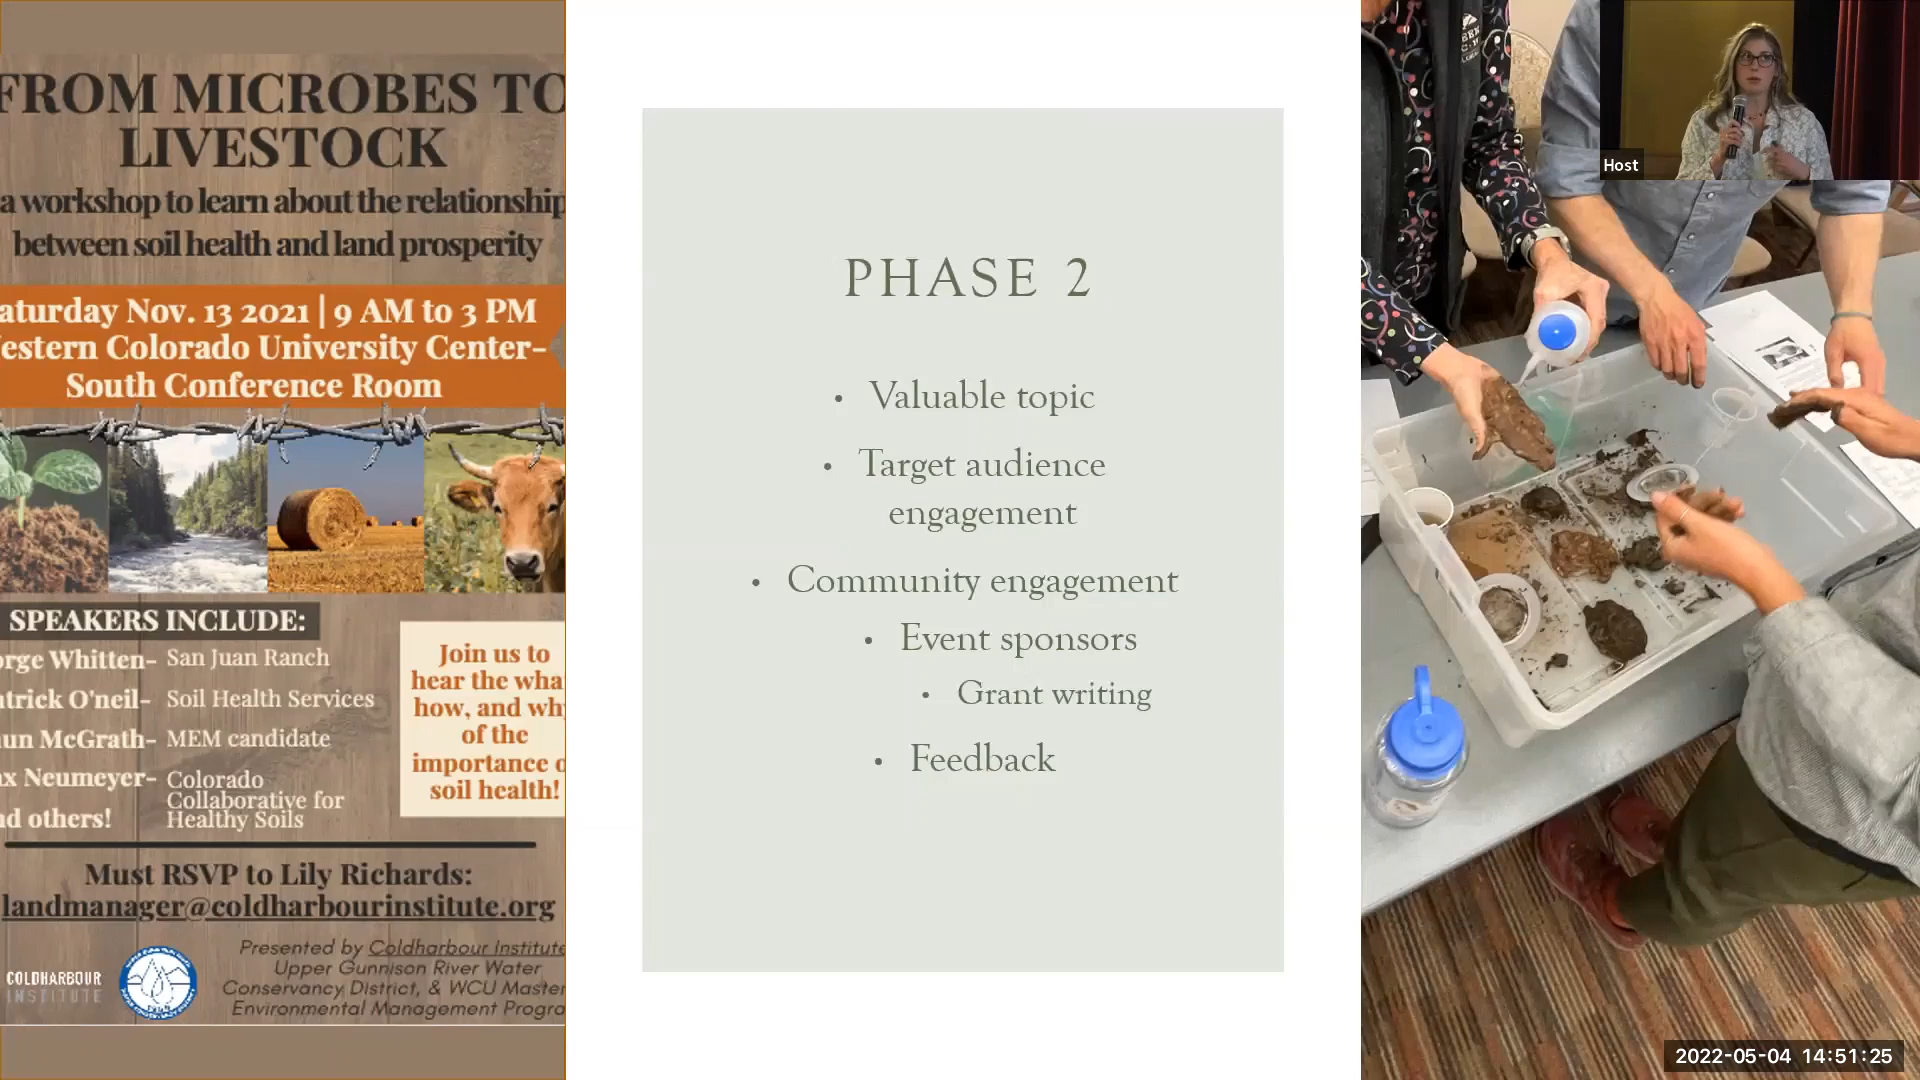 FROM MICROBES TO
LIVESTOCK
a workshop to learn about the relationship
between soil health and land prosperity
aturday Nov. 13 2021 | 9 AM to 3 PM
estern Colorado University Center-
South Conference Room
SPEAKERS INCLUDE:
orge Whitten- San Juan Ranch
atrick O'neil- Soil Health Services
un McGrath- MEM candidate
ax Neumeyer- Colorado
Collaborative for
Healthy Soils
nd others!
Join us to
hear the wha
how, and why
of the
importance o
soil health!
Must RSVP to Lily Richards:
landmanager@coldharbourinstitute.org
COLDHARBOUR
INSTITUTE
Presented by Coldharbour Institute
Upper Gunnison River Water
Conservancy District, & WCU Master
Environmental Management Progra
PHASE 2
• Valuable topic
• Target audience
engagement
• Community engagement
• Event sponsors
• Grant writing
• Feedback
Host
2022-05-04 14:51:25